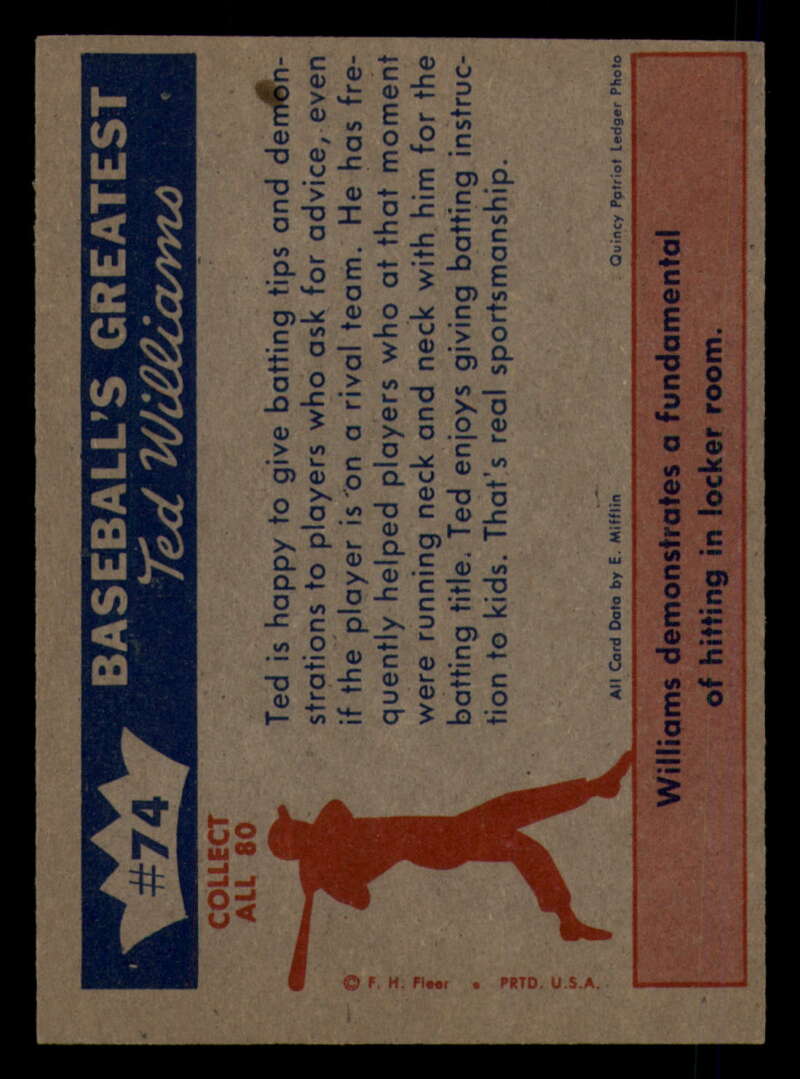 #74
BASEBALL'S GREATEST
Ted Williams
COLLECT
ALL 80
Ted is happy to give batting tips and demon-
strations to players who ask for advice, even
if the player is on a rival team. He has fre-
quently helped players who at that moment
were running neck and neck with him for the
batting title. Ted enjoys giving batting instruc-
tion to kids. That's real sportsmanship.
© F. H. Fleer • PRTD. U.S.A.
All Card Data by E. Mifflin
Quincy Patriot Ledger Photo
Williams demonstrates a fundamental
of hitting in locker room.